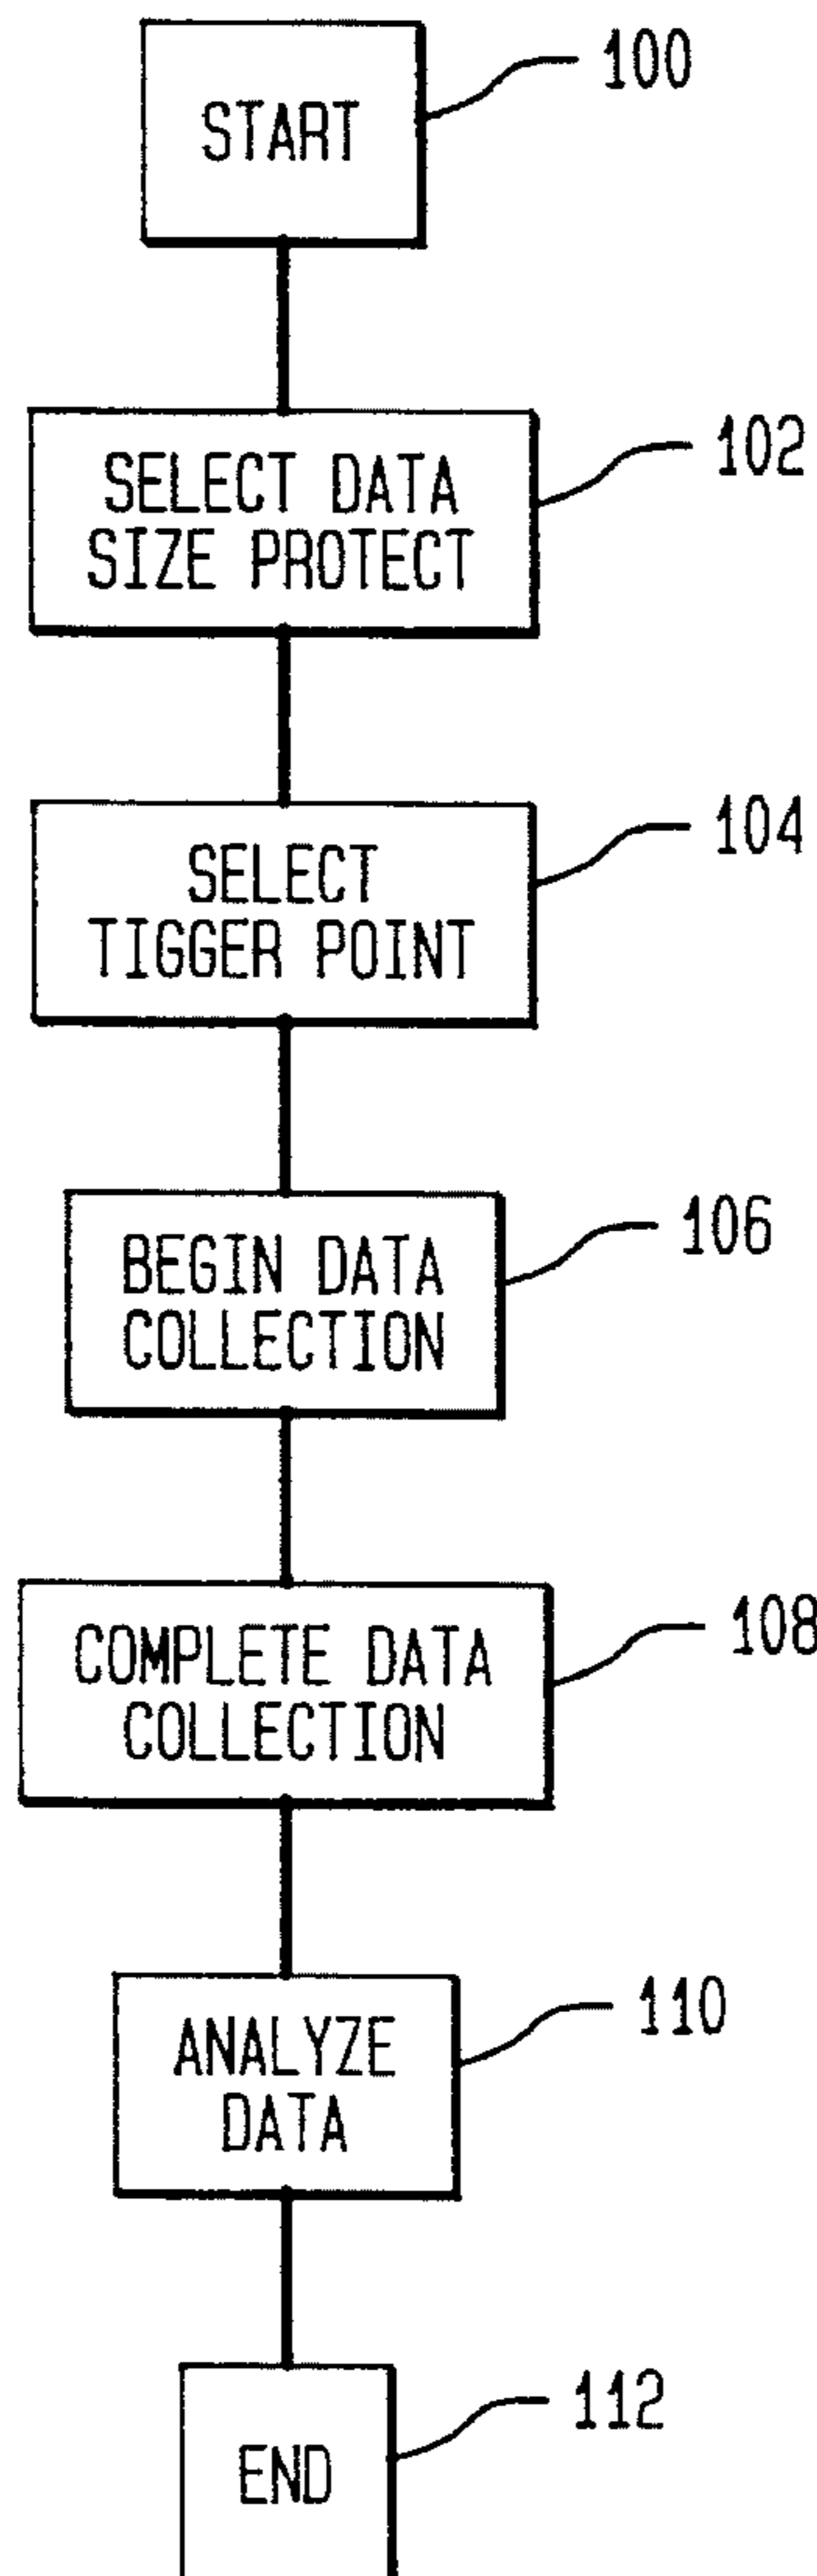 START
100
SELECT DATA
SIZE PROTECT
102
SELECT
TIGGER POINT
104
BEGIN DATA
COLLECTION
106
COMPLETE DATA
COLLECTION
108
ANALYZE
DATA
110
END
112